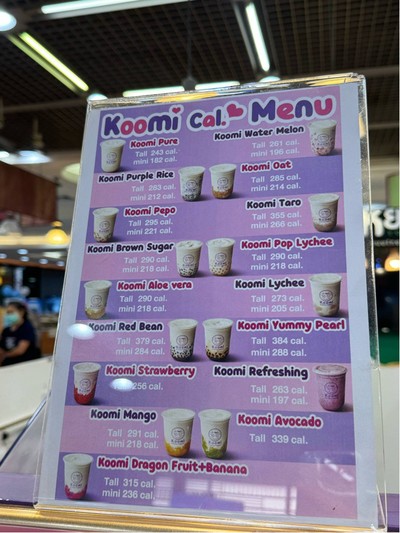 Koomi Cal. Menu
Koomi Pure
Tall 243 cal.
mini 182 cal.
Koomi Water Melon
Tall 261 cal.
mini 196 cal.
Koomi Purple Rice
Tall 283 cal.
mini 212 cal.
Koomi Oat
Tall 285 cal.
mini 214 cal.
Koomi Pepo
Tall 295 cal.
mini 221 cal.
Koomi Taro
Tall 355 cal.
mini 266 cal.
Koomi Brown Sugar
Tall 290 cal.
mini 218 cal.
Koomi Pop Lychee
Tall 290 cal.
mini 218 cal.
Koomi Aloe vera
Tall 290 cal.
mini 218 cal.
Koomi Lychee
Tall 273 cal.
mini 205 cal.
Koomi Red Bean
Tall 379 cal.
mini 284 cal.
Koomi Yummy Pearl
Tall 384 cal.
mini 288 cal.
Koomi Strawberry
256 cal.
Koomi Refreshing
Tall 263 cal.
mini 197 cal.
Koomi Mango
Tall 291 cal.
mini 218 cal.
Koomi Avocado
Tall 339 cal.
Koomi Dragon Fruit+Banana
Tall 315 cal.
mini 236 cal.